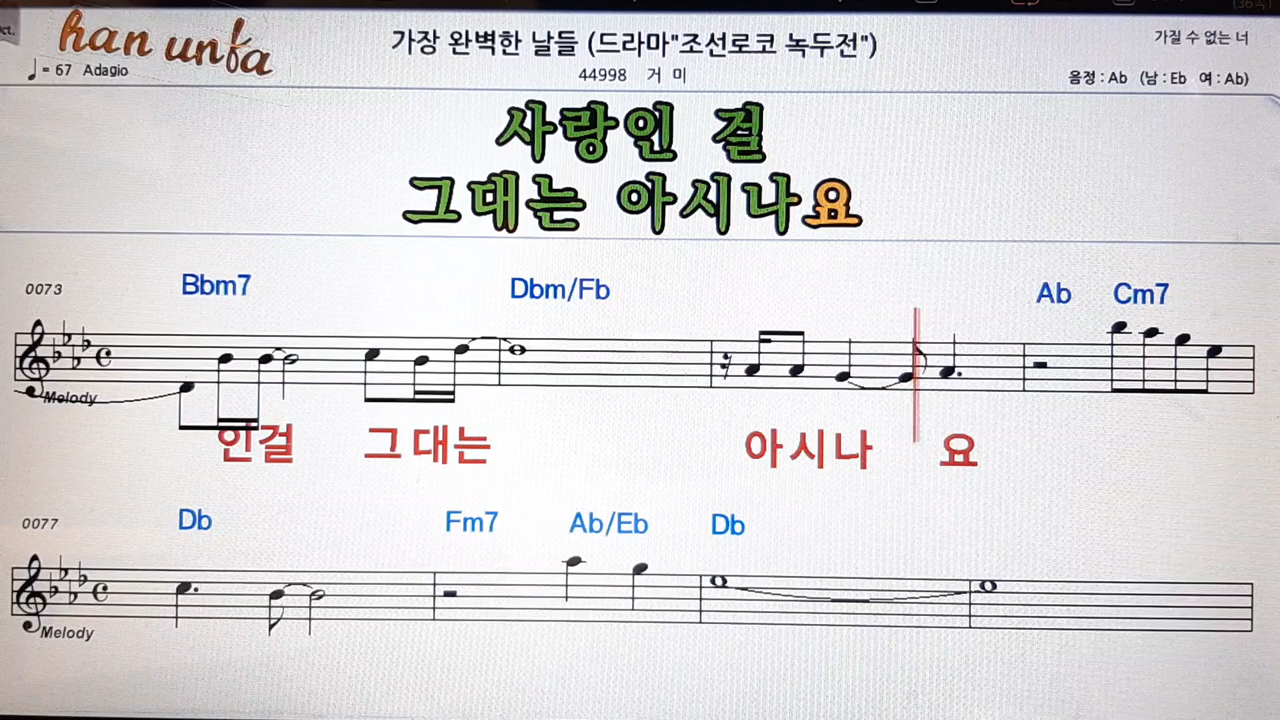 han unfa
가장 완벽한 날들 (드라마"조선로코 녹두전")
가질 수 없는 너
♩= 67 Adagio
44998 거 미
음정 : Ab (남 : Eb 여 : Ab)
사랑인 걸
그대는 아시나요
0073
Bbm7 Dbm/Fb Ab Cm7
Melody
인걸 그대는 아시나 요
0077
Db Fm7 Ab/Eb Db
Melody